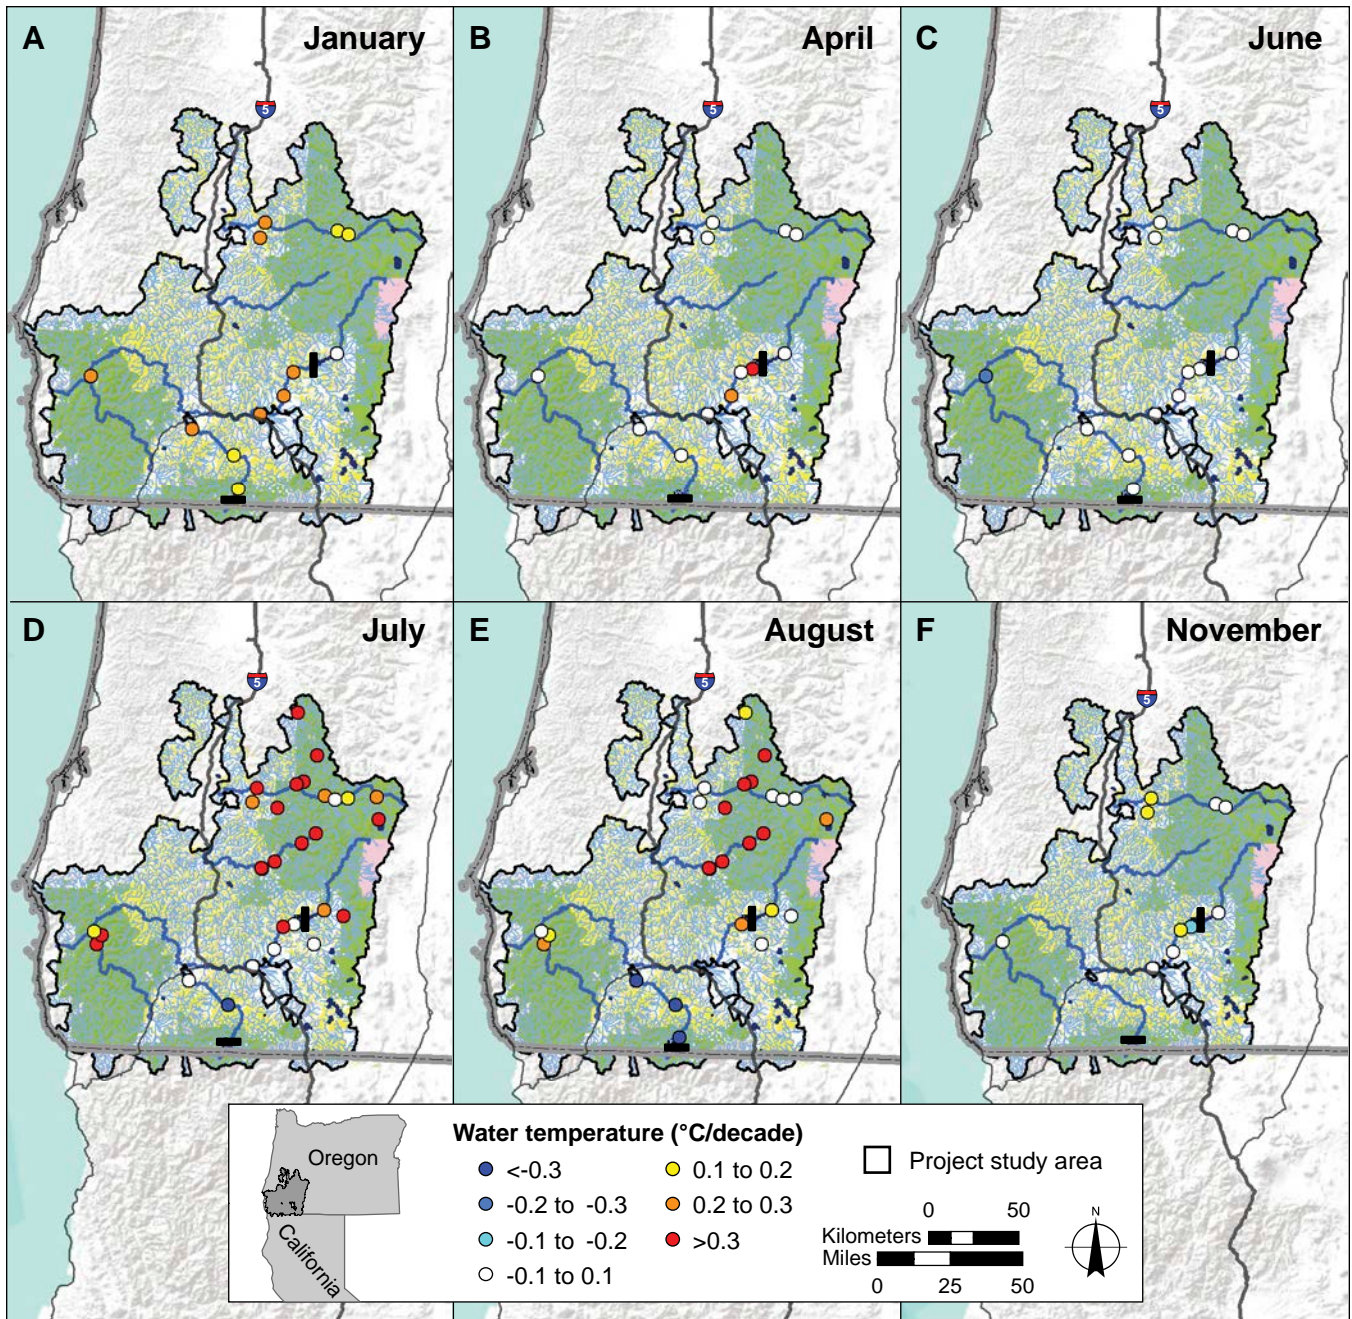 A January
5
B April
5
C June
5
D July
5
E August
5
F November
5
Oregon
California
Water temperature (°C/decade)
<-0.3
-0.2 to -0.3
-0.1 to -0.2
-0.1 to 0.1
0.1 to 0.2
0.2 to 0.3
>0.3
Project study area
0 50
Kilometers
Miles
0 25 50
N